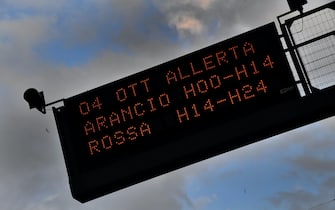 04 OTT ALLERTA
ARANCIO H00-H14
ROSSA H14-H24